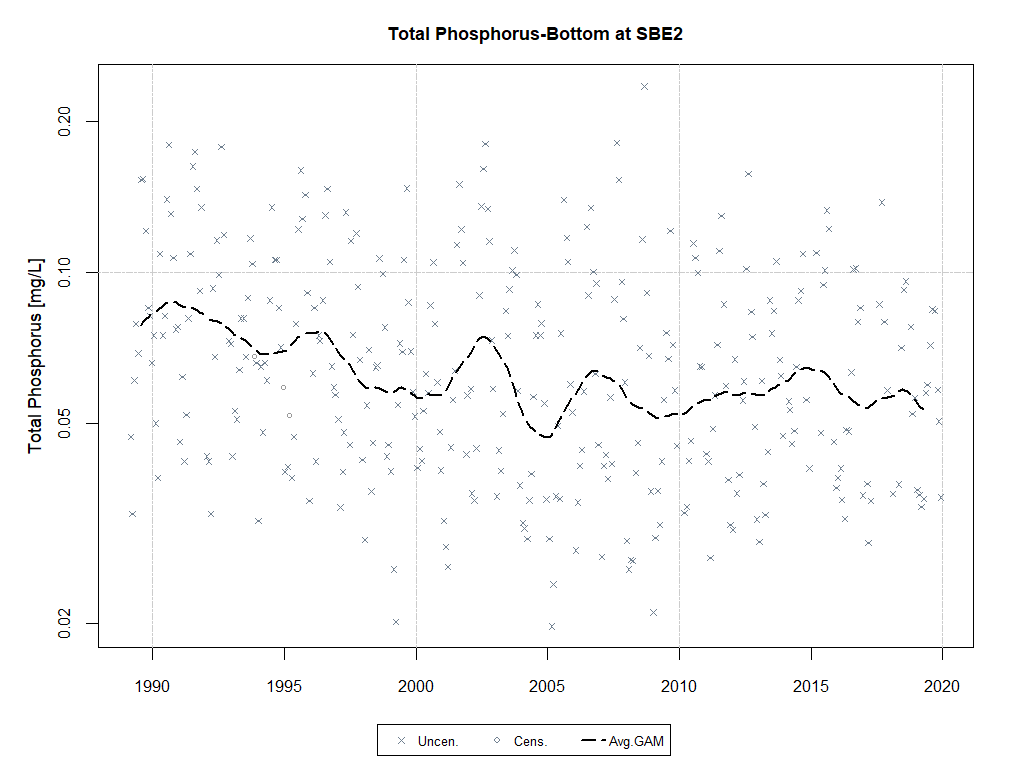 Total Phosphorus-Bottom at SBE2
Total Phosphorus [mg/L]
0.20
0.10
0.05
0.02
1990 1995 2000 2005 2010 2015 2020
Uncen. Cens. Avg.GAM